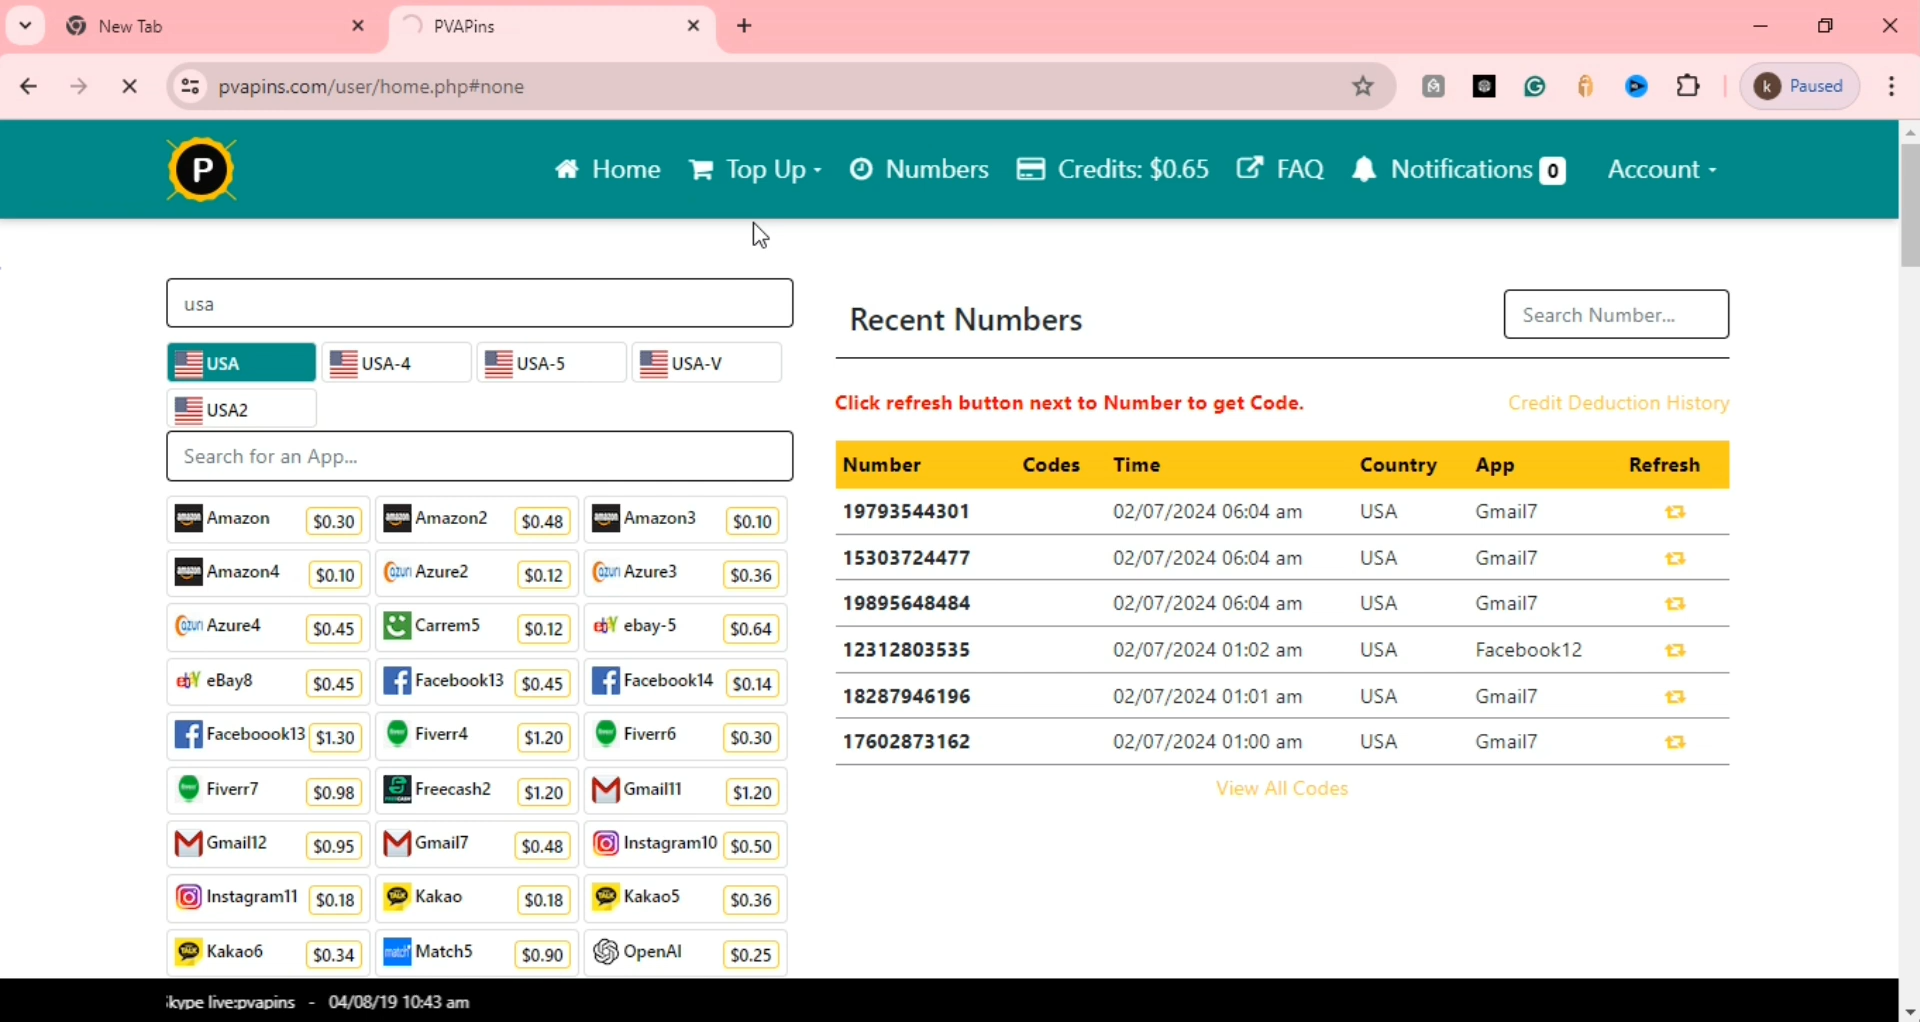 New Tab
PVAPins
pvapins.com/user/home.php#none
k Paused
P
Home Top Up Numbers Credits: $0.65 FAQ Notifications 0 Account
usa
USA USA-4 USA-5 USA-V
USA2
Search for an App...
Amazon $0.30 Amazon2 $0.48 Amazon3 $0.10
Amazon4 $0.10 Azure2 $0.12 Azure3 $0.36
Azure4 $0.45 Carrem5 $0.12 ebay-5 $0.64
eBay8 $0.45 Facebook13 $0.45 Facebook14 $0.14
Faceboook13 $1.30 Fiverr4 $1.20 Fiverr6 $0.30
Fiverr7 $0.98 Freecash2 $1.20 Gmail11 $1.20
Gmail12 $0.95 Gmail7 $0.48 Instagram10 $0.50
Instagram11 $0.18 Kakao $0.18 Kakao5 $0.36
Kakao6 $0.34 Match5 $0.90 OpenAI $0.25
Recent Numbers
Search Number...
Click refresh button next to Number to get Code.
Credit Deduction History
Number Codes Time Country App Refresh
19793544301 02/07/2024 06:04 am USA Gmail7
15303724477 02/07/2024 06:04 am USA Gmail7
19895648484 02/07/2024 06:04 am USA Gmail7
12312803535 02/07/2024 01:02 am USA Facebook12
18287946196 02/07/2024 01:01 am USA Gmail7
17602873162 02/07/2024 01:00 am USA Gmail7
View All Codes
kype live:pvapins - 04/08/19 10:43 am